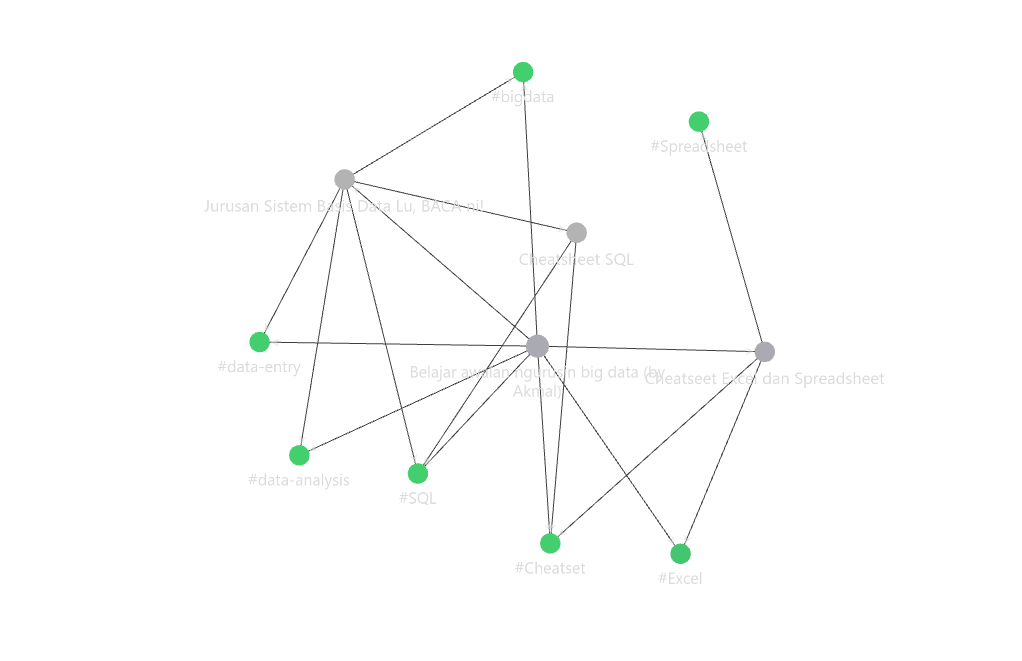 #bigdata
#Spreadsheet
Jurusan Sistem Basis Data Lu, BACA ni!
Cheatsheet SQL
#data-entry
Belajar awalan ngurusin big data (by
Akmal)
Cheatseet Excel dan Spreadsheet
#data-analysis
#SQL
#Cheatset
#Excel